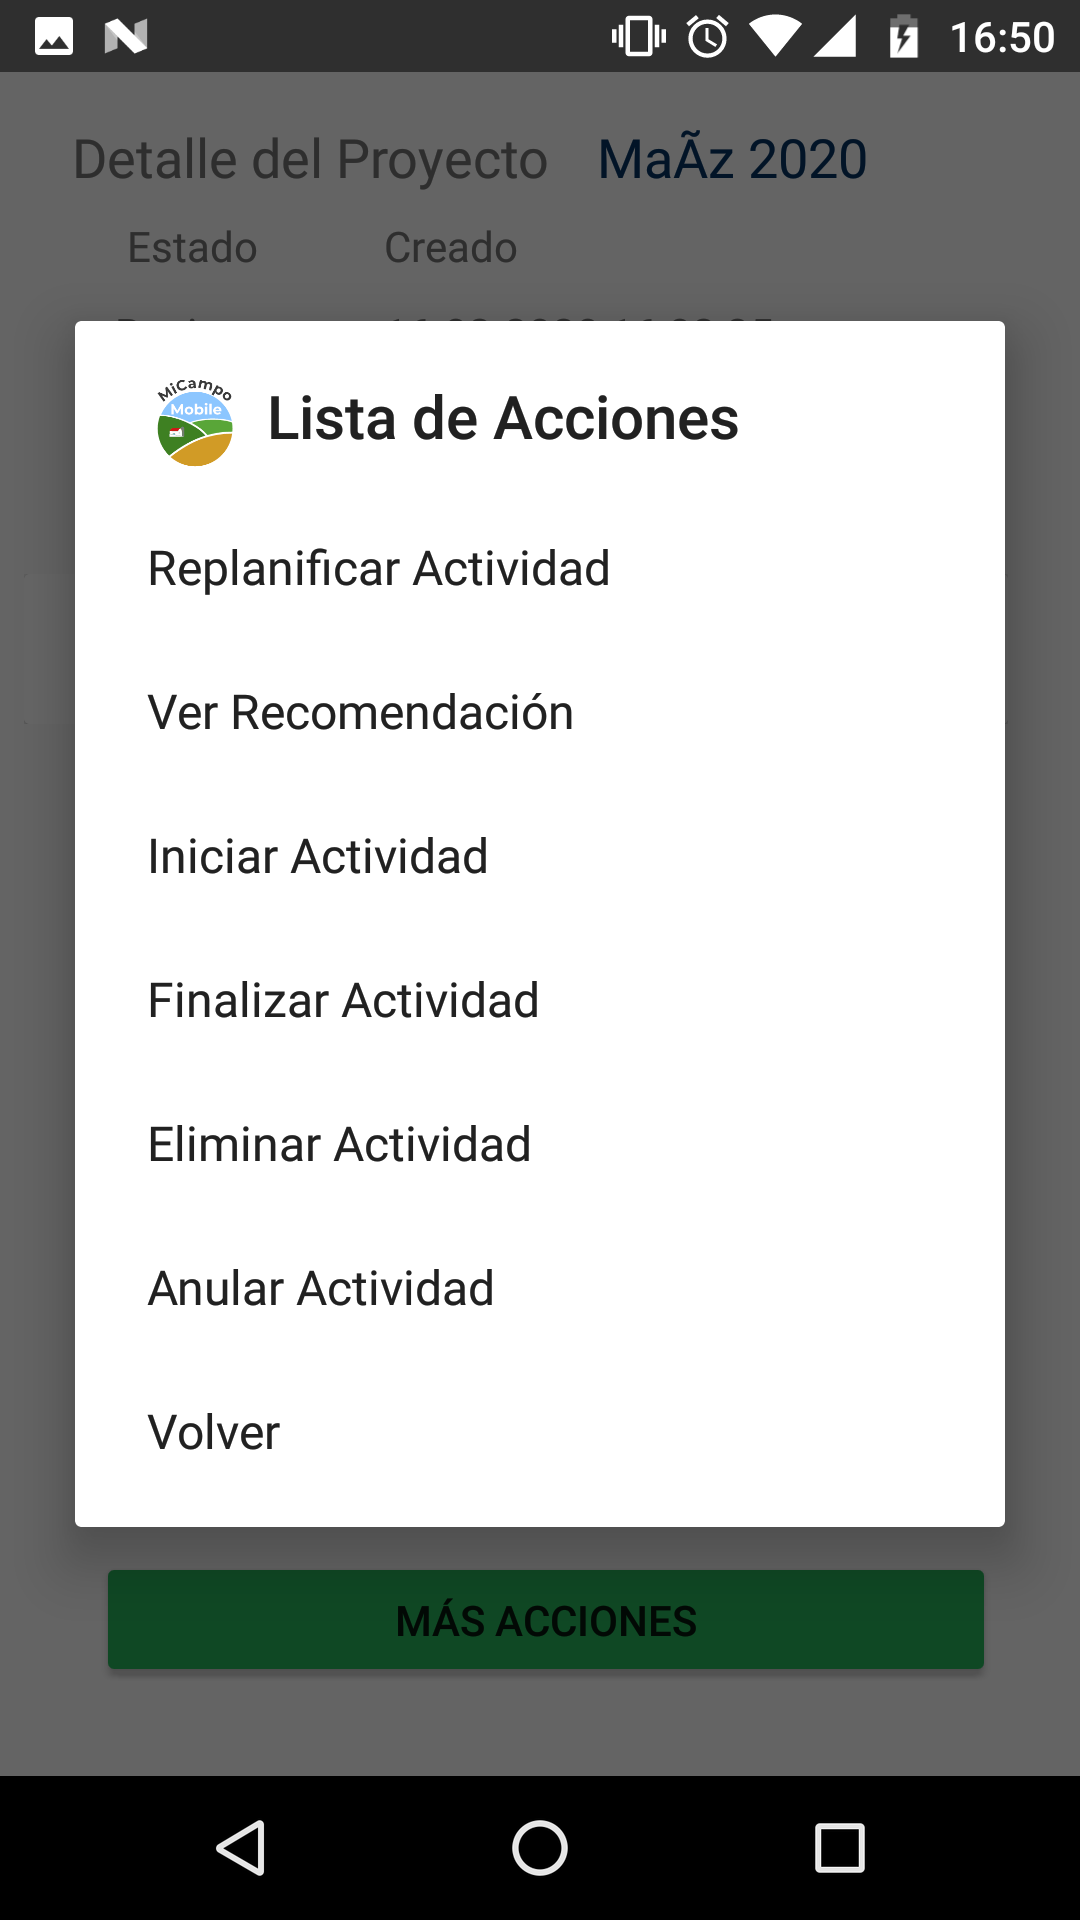 16:50
Detalle del Proyecto MaÃz 2020
Estado Creado
MiCampo
Mobile
Lista de Acciones
Replanificar Actividad
Ver Recomendación
Iniciar Actividad
Finalizar Actividad
Eliminar Actividad
Anular Actividad
Volver
MÁS ACCIONES